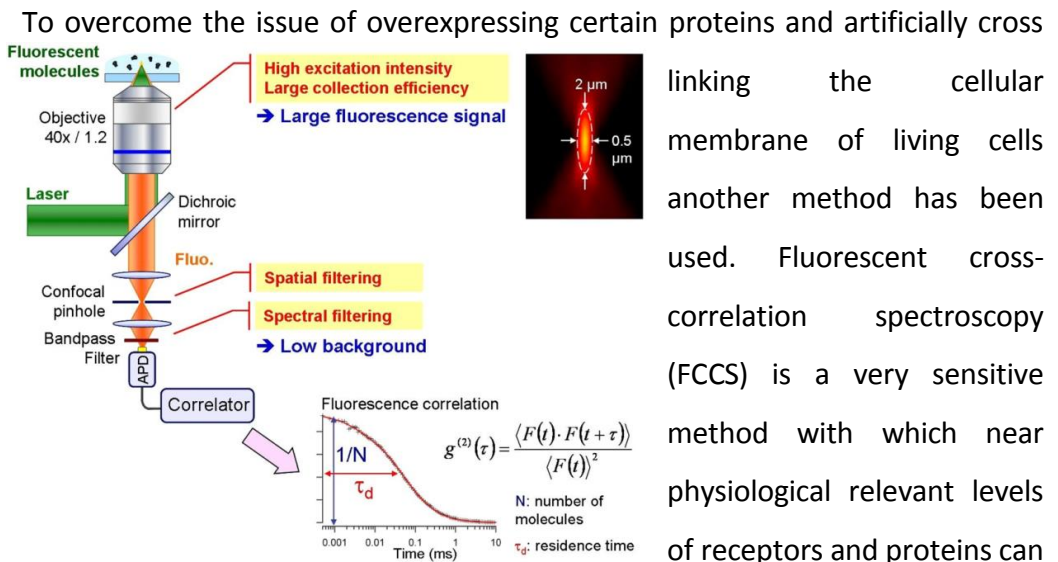 To overcome the issue of overexpressing certain proteins and artificially cross
Fluorescent
molecules
High excitation intensity
Large collection efficiency
➔ Large fluorescence signal
Objective
40x / 1.2
Laser
Dichroic
mirror
Fluo.
Spatial filtering
Confocal
pinhole
Spectral filtering
Bandpass
Filter
➔ Low background
APD
Correlator
2 µm
0.5
µm
Fluorescence correlation
1/N
τd
g⁽²⁾(τ) = ⟨F(t)·F(t+τ)⟩ / ⟨F(t)⟩²
N: number of
molecules
τd: residence time
0.001 0.01 0.1 1 10
Time (ms)
linking the cellular
membrane of living cells
another method has been
used. Fluorescent cross-
correlation spectroscopy
(FCCS) is a very sensitive
method with which near
physiological relevant levels
of receptors and proteins can